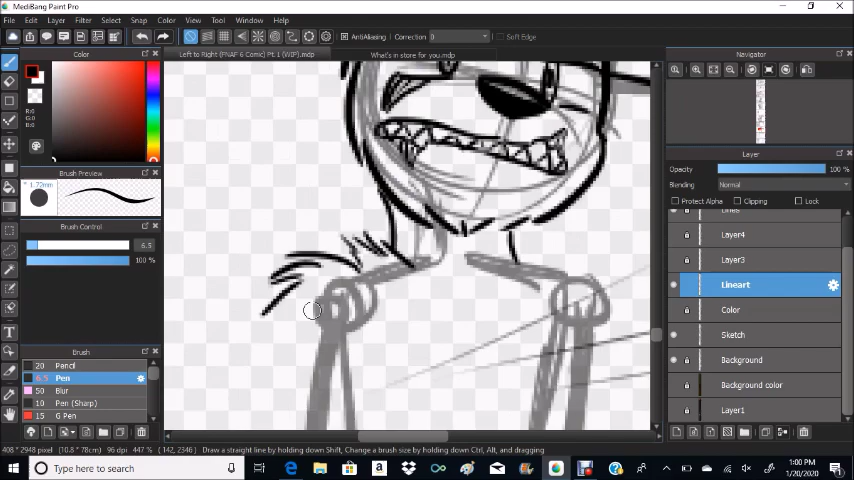 MediBang Paint Pro
File Edit Layer Filter Select Snap Color View Tool Window Help
AntiAliasing Correction 0 Soft Edge
Left to Right (FNAF 6 Comic) Pt. 1 (WIP).mdp What's in store for you.mdp
Color
R:0
G:0
B:0
Brush Preview
1.72mm
Brush Control
6.5
100 %
Brush
20 Pencil
6.5 Pen
50 Blur
10 Pen (Sharp)
15 G Pen
Navigator
Layer
Opacity 100 %
Blending Normal
Protect Alpha Clipping Lock
Lines
Layer4
Layer3
Lineart
Color
Sketch
Background
Background color
Layer1
408 * 2948 pixel (10.8 * 78cm) 96 dpi 47 % ( 142, 2346 ) Draw a straight line by holding down Shift, Change a brush size by holding down Ctrl, Alt, and dragging
Type here to search
1:00 PM
1/20/2020